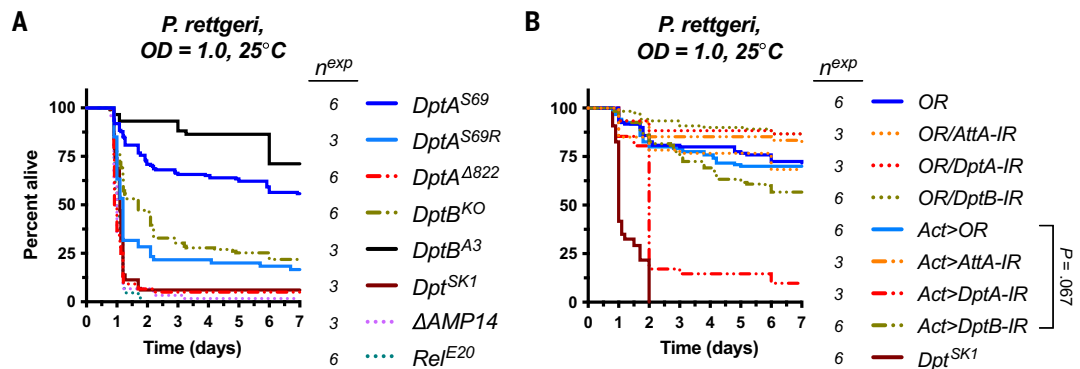 A
P. rettgeri,
OD = 1.0, 25°C
n^exp
Percent alive
100
75
50
25
0
0 1 2 3 4 5 6 7
Time (days)
6 DptA^S69
3 DptA^S69R
6 DptA^Δ822
6 DptB^KO
3 DptB^A3
3 Dpt^SK1
3 ΔAMP14
6 Rel^E20
B
P. rettgeri,
OD = 1.0, 25°C
n^exp
100
75
50
25
0
0 1 2 3 4 5 6 7
Time (days)
6 OR
3 OR/AttA-IR
3 OR/DptA-IR
6 OR/DptB-IR
6 Act>OR
3 Act>AttA-IR
3 Act>DptA-IR
6 Act>DptB-IR
6 Dpt^SK1
P = .067